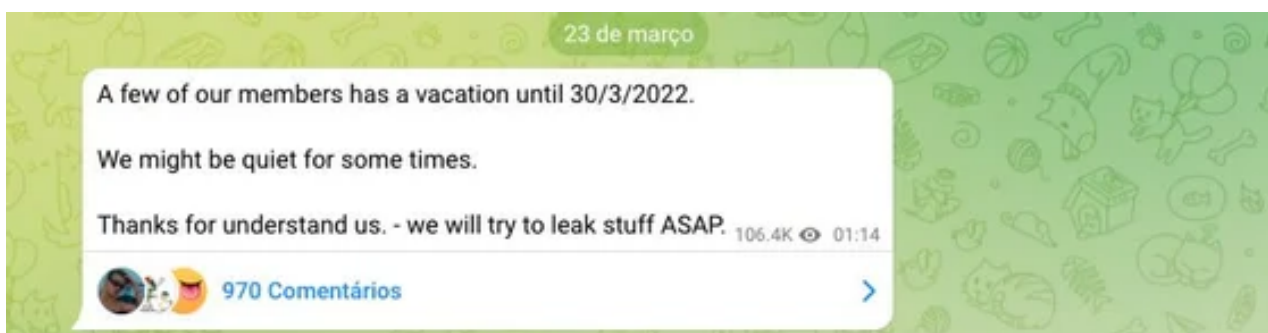 23 de março
A few of our members has a vacation until 30/3/2022.
We might be quiet for some times.
Thanks for understand us. - we will try to leak stuff ASAP. 106.4K 01:14
970 Comentários